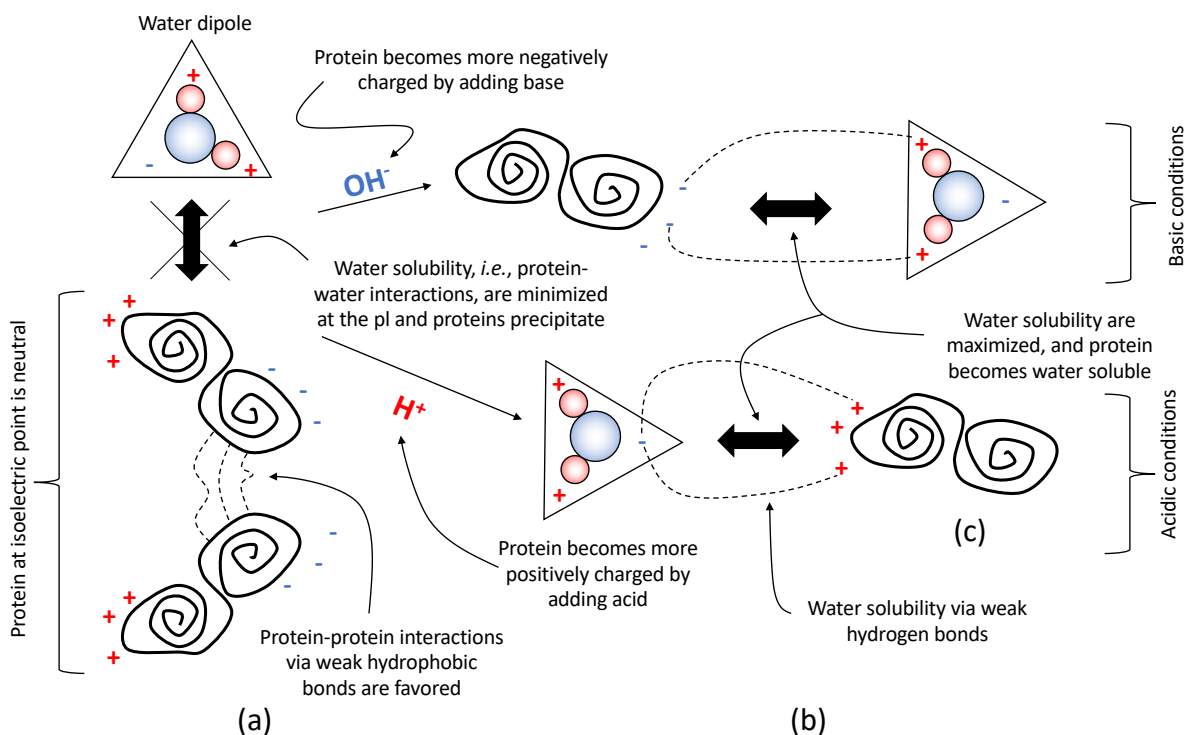 Water dipole
+
-
+
Protein becomes more negatively
charged by adding base
OH-
-
-
-
+
+
-
Basic conditions
Water solubility, i.e., protein-
water interactions, are minimized
at the pI and proteins precipitate
Water solubility are
maximized, and protein
becomes water soluble
Protein at isoelectric point is neutral
+
+
+
-
-
-
H+
+
-
+
+
+
+
Acidic conditions
(c)
-
-
-
+
+
+
Protein becomes more
positively charged by
adding acid
Water solubility via weak
hydrogen bonds
Protein-protein interactions
via weak hydrophobic
bonds are favored
(a)
(b)